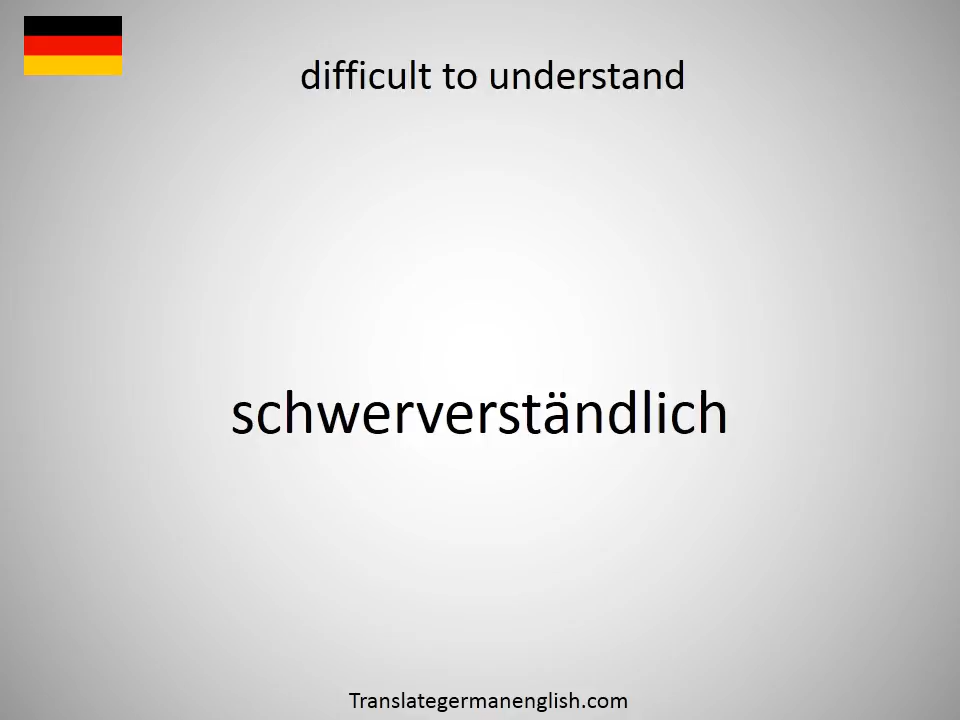 difficult to understand
schwerverständlich
Translategermanenglish.com